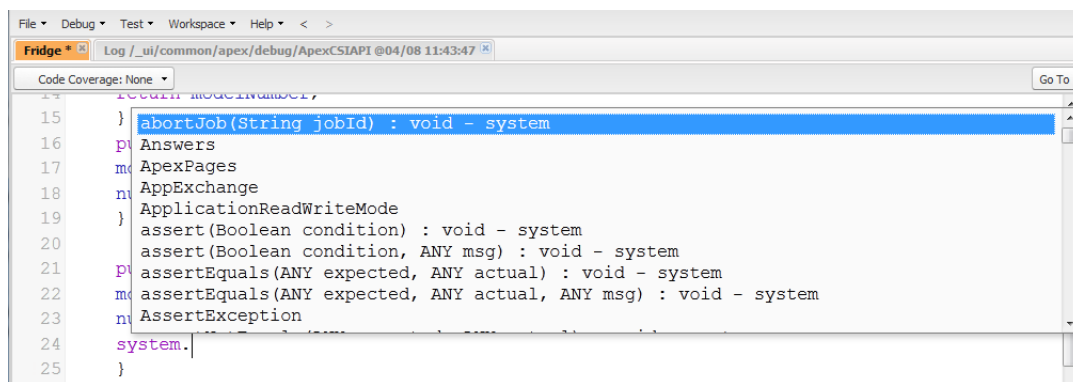 File Debug Test Workspace Help < >
Fridge * Log /_ui/common/apex/debug/ApexCSIAPI @04/08 11:43:47
Code Coverage: None Go To
14 return modelNumber;
15 } abortJob(String jobId) : void - system
16 pu Answers
17 mo ApexPages
18 nu AppExchange
ApplicationReadWriteMode
19 } assert(Boolean condition) : void - system
20 assert(Boolean condition, ANY msg) : void - system
21 pu assertEquals(ANY expected, ANY actual) : void - system
22 mo assertEquals(ANY expected, ANY actual, ANY msg) : void - system
23 nu AssertException
24 system.
25 }